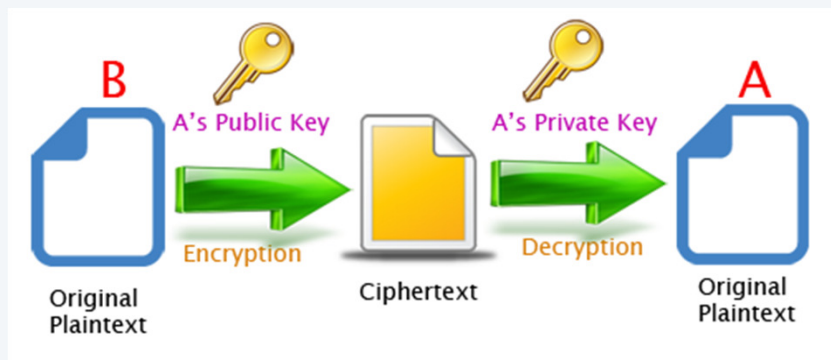 B
A
A's Public Key
A's Private Key
Encryption
Decryption
Original
Plaintext
Ciphertext
Original
Plaintext